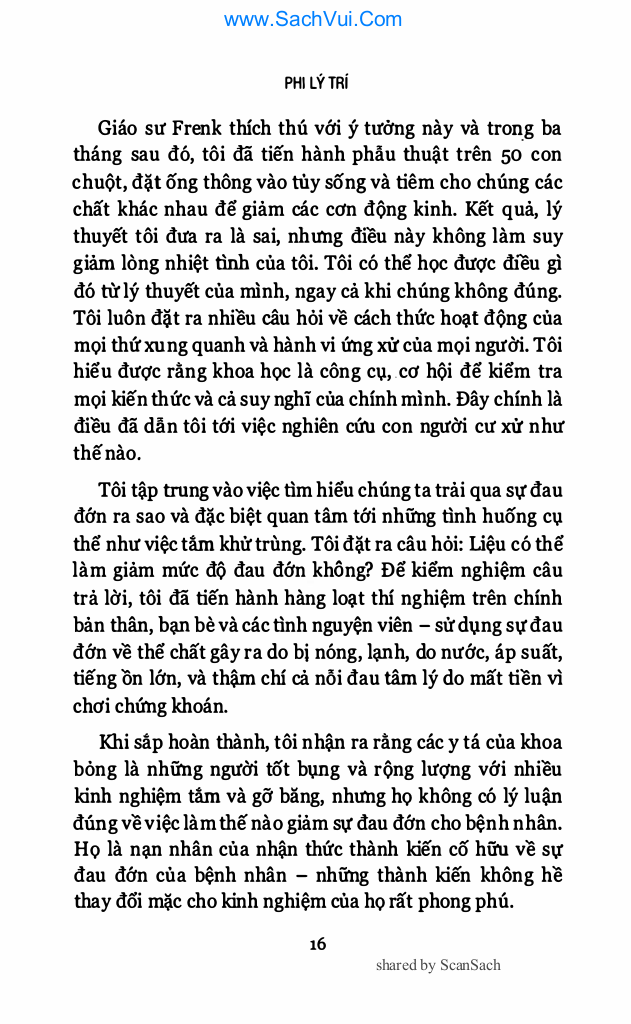 www.SachVui.Com
PHI LÝ TRÍ
Giáo sư Frenk thích thú với ý tưởng này và trong ba
tháng sau đó, tôi đã tiến hành phẫu thuật trên 50 con
chuột, đặt ống thông vào tủy sống và tiêm cho chúng các
chất khác nhau để giảm các cơn động kinh. Kết quả, lý
thuyết tôi đưa ra là sai, nhưng điều này không làm suy
giảm lòng nhiệt tình của tôi. Tôi có thể học được điều gì
đó từ lý thuyết của mình, ngay cả khi chúng không đúng.
Tôi luôn đặt ra nhiều câu hỏi về cách thức hoạt động của
mọi thứ xung quanh và hành vi ứng xử của mọi người. Tôi
hiểu được rằng khoa học là công cụ, cơ hội để kiểm tra
mọi kiến thức và cả suy nghĩ của chính mình. Đây chính là
điều đã dẫn tôi tới việc nghiên cứu con người cư xử như
thế nào.
Tôi tập trung vào việc tìm hiểu chúng ta trải qua sự đau
đớn ra sao và đặc biệt quan tâm tới những tình huống cụ
thể như việc tắm khử trùng. Tôi đặt ra câu hỏi: Liệu có thể
làm giảm mức độ đau đớn không? Để kiểm nghiệm câu
trả lời, tôi đã tiến hành hàng loạt thí nghiệm trên chính
bản thân, bạn bè và các tình nguyện viên – sử dụng sự đau
đớn về thể chất gây ra do bị nóng, lạnh, do nước, áp suất,
tiếng ồn lớn, và thậm chí cả nỗi đau tâm lý do mất tiền vì
chơi chứng khoán.
Khi sắp hoàn thành, tôi nhận ra rằng các y tá của khoa
bỏng là những người tốt bụng và rộng lượng với nhiều
kinh nghiệm tắm và gỡ băng, nhưng họ không có lý luận
đúng về việc làm thế nào giảm sự đau đớn cho bệnh nhân.
Họ là nạn nhân của nhận thức thành kiến cố hữu về sự
đau đớn của bệnh nhân – những thành kiến không hề
thay đổi mặc cho kinh nghiệm của họ rất phong phú.
16
shared by ScanSach